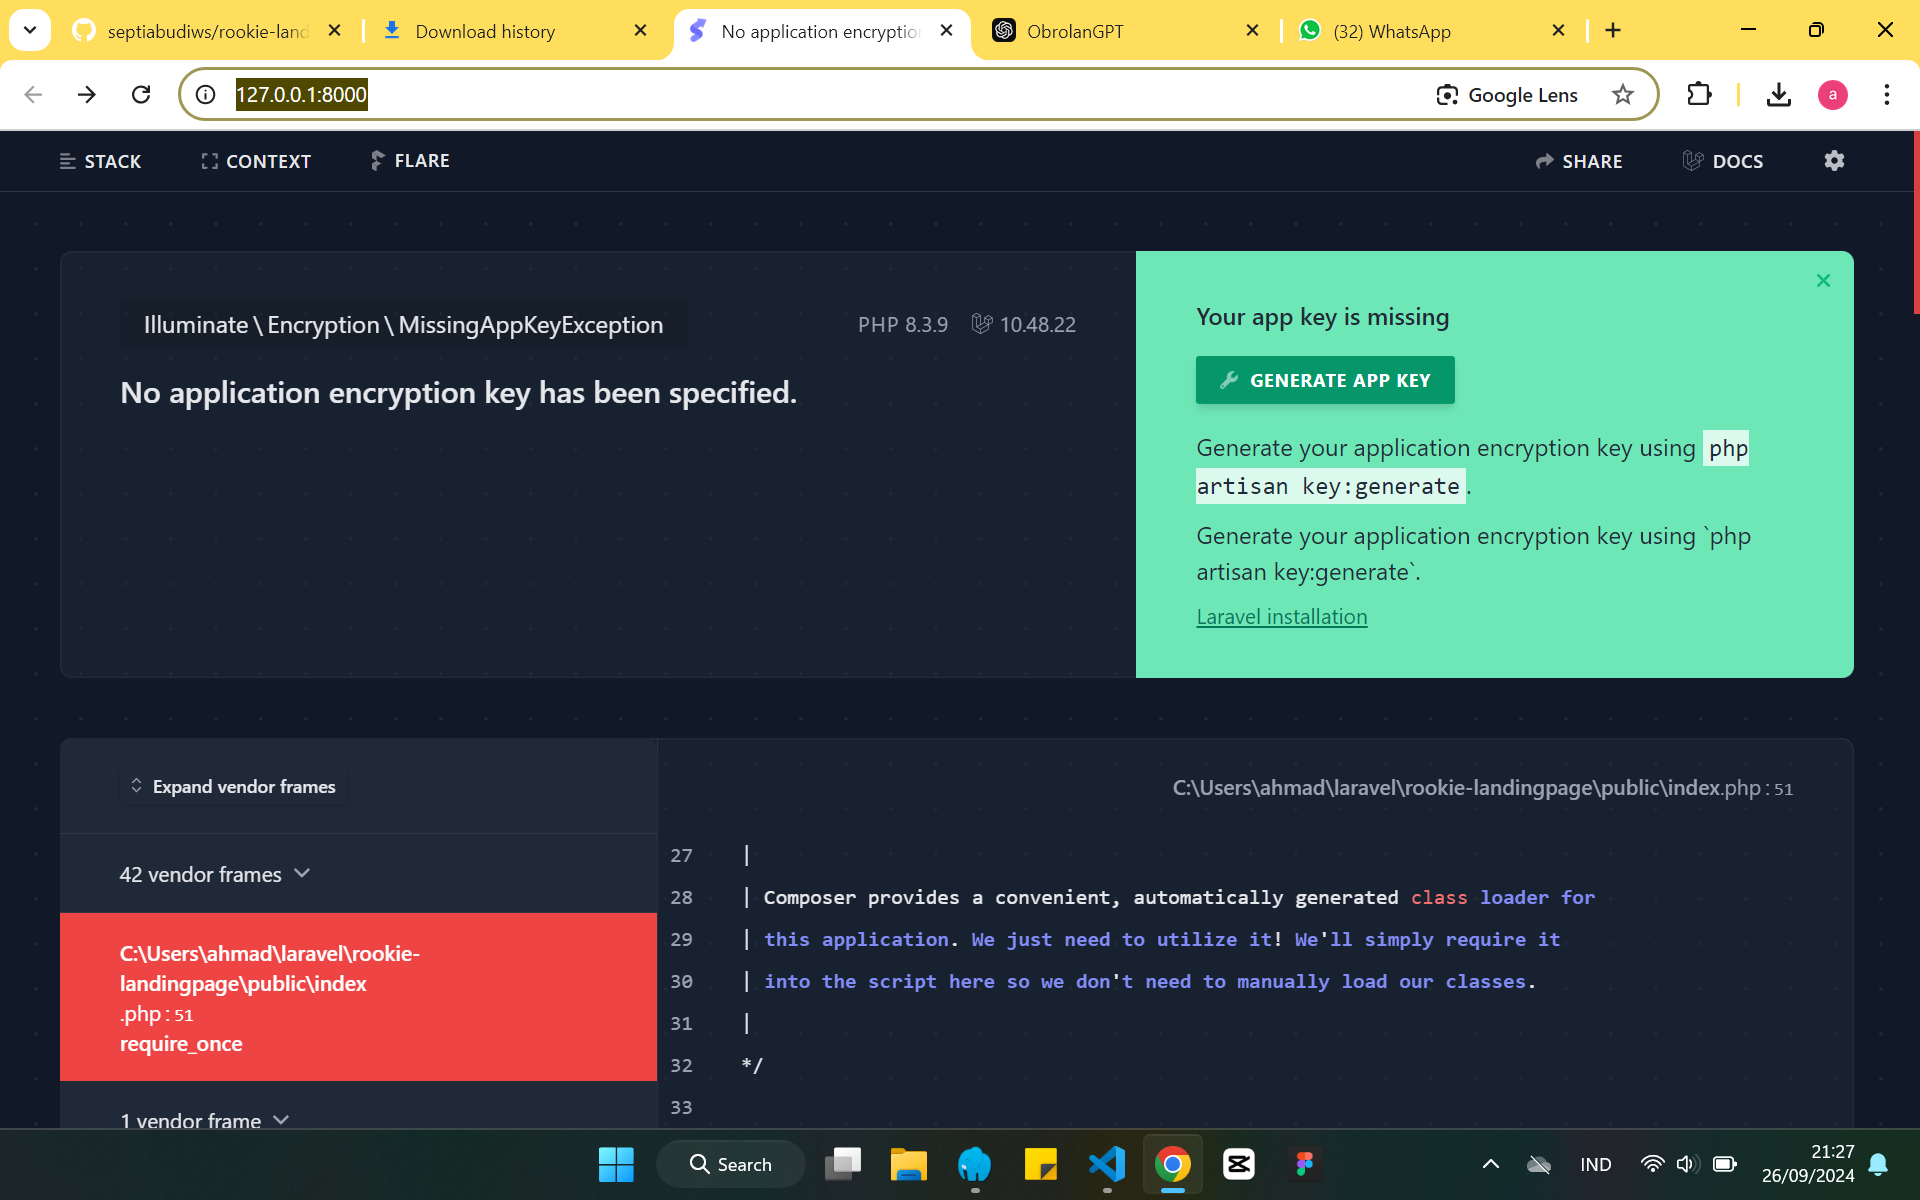 septiabudiws/rookie-land
Download history
No application encryption
ObrolanGPT
(32) WhatsApp
127.0.0.1:8000
Google Lens
a
STACK
CONTEXT
FLARE
SHARE
DOCS
Illuminate \ Encryption \ MissingAppKeyException
PHP 8.3.9
10.48.22
No application encryption key has been specified.
Your app key is missing
GENERATE APP KEY
Generate your application encryption key using php
artisan key:generate.
Generate your application encryption key using `php
artisan key:generate`.
Laravel installation
Expand vendor frames
42 vendor frames
C:\Users\ahmad\laravel\rookie-
landingpage\public\index
.php : 51
require_once
1 vendor frame
C:\Users\ahmad\laravel\rookie-landingpage\public\index.php : 51
27 |
28 | Composer provides a convenient, automatically generated class loader for
29 | this application. We just need to utilize it! We'll simply require it
30 | into the script here so we don't need to manually load our classes.
31 |
32 */
33
Search
IND
21:27
26/09/2024